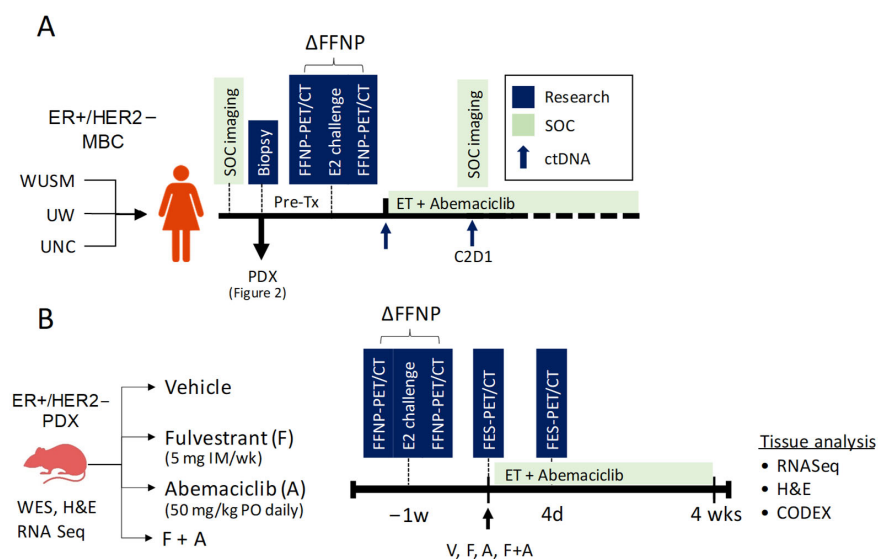 A
ΔFFNP
ER+/HER2−
MBC
WUSM
UW
UNC
SOC imaging
Biopsy
FFNP-PET/CT
E2 challenge
FFNP-PET/CT
SOC imaging
Research
SOC
ctDNA
Pre-Tx
ET + Abemaciclib
C2D1
PDX
(Figure 2)
B
ΔFFNP
ER+/HER2−
PDX
WES, H&E
RNA Seq
Vehicle
Fulvestrant (F)
(5 mg IM/wk)
Abemaciclib (A)
(50 mg/kg PO daily)
F + A
FFNP-PET/CT
E2 challenge
FFNP-PET/CT
FES-PET/CT
FES-PET/CT
ET + Abemaciclib
−1w
4d
4 wks
V, F, A, F+A
Tissue analysis
• RNASeq
• H&E
• CODEX